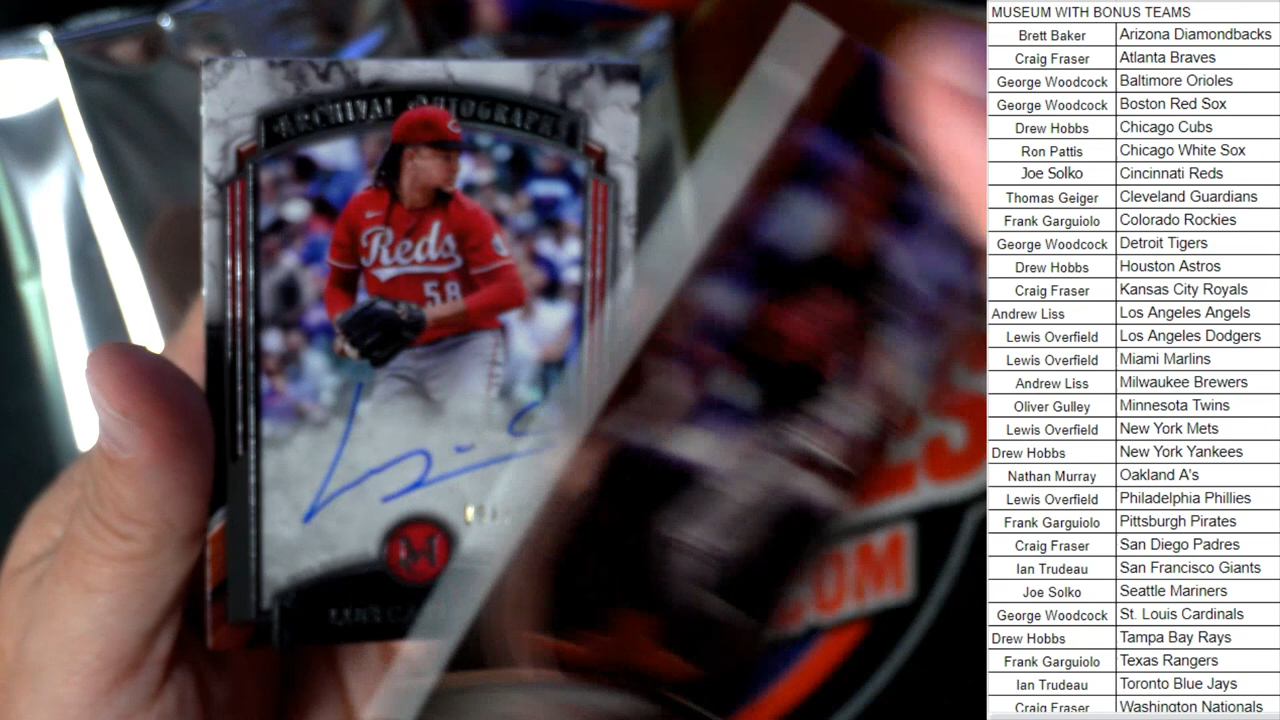 MUSEUM WITH BONUS TEAMS
Brett Baker Arizona Diamondbacks
Craig Fraser Atlanta Braves
George Woodcock Baltimore Orioles
George Woodcock Boston Red Sox
Drew Hobbs Chicago Cubs
Ron Pattis Chicago White Sox
Joe Solko Cincinnati Reds
Thomas Geiger Cleveland Guardians
Frank Garguiolo Colorado Rockies
George Woodcock Detroit Tigers
Drew Hobbs Houston Astros
Craig Fraser Kansas City Royals
Andrew Liss Los Angeles Angels
Lewis Overfield Los Angeles Dodgers
Lewis Overfield Miami Marlins
Andrew Liss Milwaukee Brewers
Oliver Gulley Minnesota Twins
Lewis Overfield New York Mets
Drew Hobbs New York Yankees
Nathan Murray Oakland A's
Lewis Overfield Philadelphia Phillies
Frank Garguiolo Pittsburgh Pirates
Craig Fraser San Diego Padres
Ian Trudeau San Francisco Giants
Joe Solko Seattle Mariners
George Woodcock St. Louis Cardinals
Drew Hobbs Tampa Bay Rays
Frank Garguiolo Texas Rangers
Ian Trudeau Toronto Blue Jays
Craig Fraser Washington Nationals
ARCHIVAL AUTOGRAPHS
Reds
58